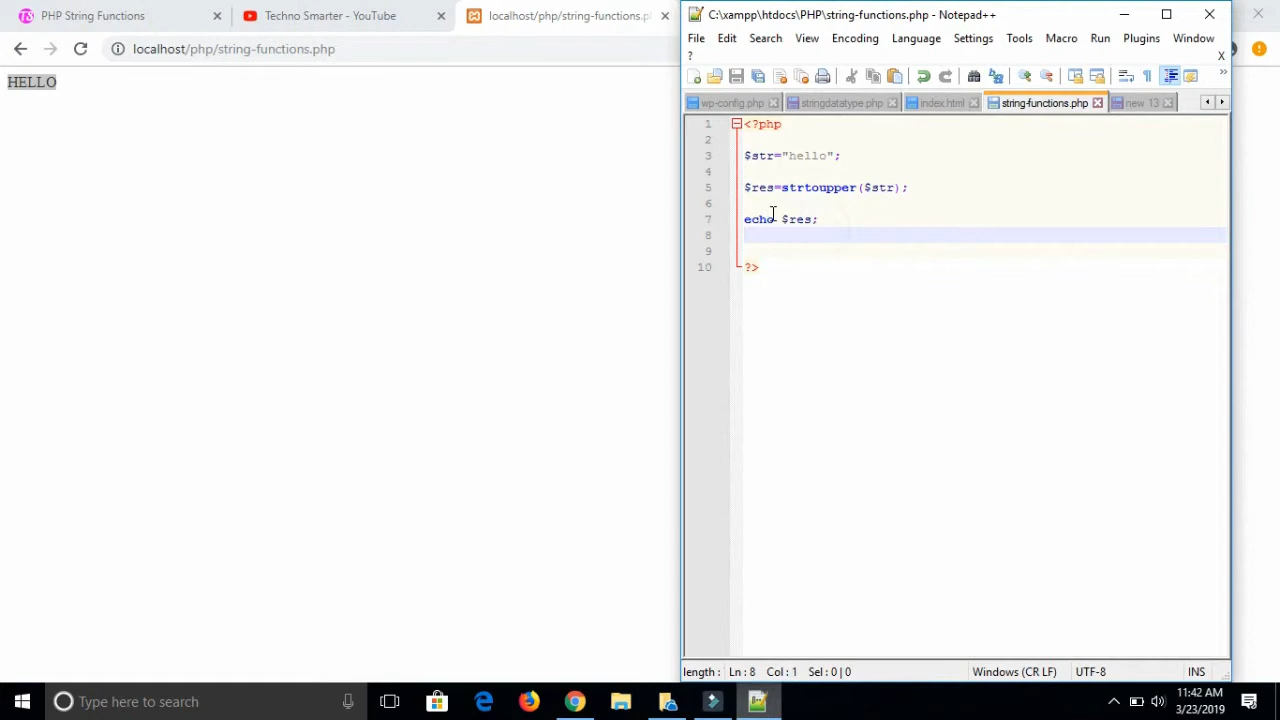 PHP String Functions
Techno Smarter - YouTube
localhost/php/string-functions.p
localhost/php/string-functions.php
HELLO
C:\xampp\htdocs\PHP\string-functions.php - Notepad++
File Edit Search View Encoding Language Settings Tools Macro Run Plugins Window
? X
wp-config.php stringdatatype.php index.html string-functions.php new 13
1 <?php
2
3 $str="hello";
4
5 $res=strtoupper($str);
6
7 echo $res;
8
9
10 ?>
length : Ln : 8 Col : 1 Sel : 0 | 0 Windows (CR LF) UTF-8 INS
Type here to search
11:42 AM
3/23/2019